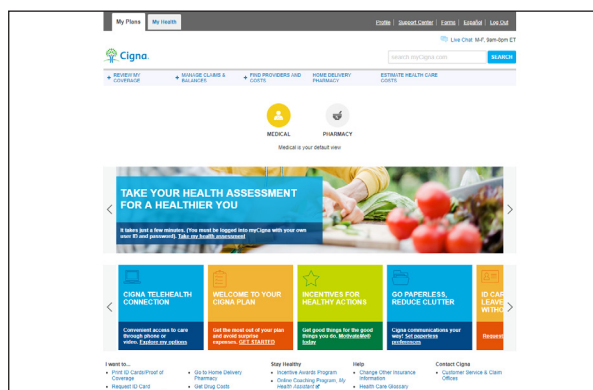 My Plans My Health Profile | Support Center | Forms | Español | Log Out
Live Chat M-F, 9am-8pm ET
Cigna. search myCigna.com SEARCH
+ REVIEW MY COVERAGE
+ MANAGE CLAIMS & BALANCES
+ FIND PROVIDERS AND COSTS
HOME DELIVERY PHARMACY
ESTIMATE HEALTH CARE COSTS
MEDICAL PHARMACY
Medical is your default view
TAKE YOUR HEALTH ASSESSMENT
FOR A HEALTHIER YOU
It takes just a few minutes. (You must be logged into myCigna with your own
user ID and password). Take my health assessment
CIGNA TELEHEALTH
CONNECTION
Convenient access to care
through phone or
video. Explore my options
WELCOME TO YOUR
CIGNA PLAN
Get the most out of your plan
and avoid surprise
expenses. GET STARTED
INCENTIVES FOR
HEALTHY ACTIONS
Get good things for the good
things you do. MotivateMe®
today
GO PAPERLESS,
REDUCE CLUTTER
Cigna communications your
way! Set paperless
preferences
ID CAR
LEAVE
WITHO
Request
I want to...
• Print ID Cards/Proof of
Coverage
• Request ID Card
• Go to Home Delivery
Pharmacy
• Get Drug Costs
Stay Healthy
• Incentive Awards Program
• Online Coaching Program, My
Health Assistant
Help
• Change Other Insurance
Information
• Health Care Glossary
Contact Cigna
• Customer Service & Claim
Offices